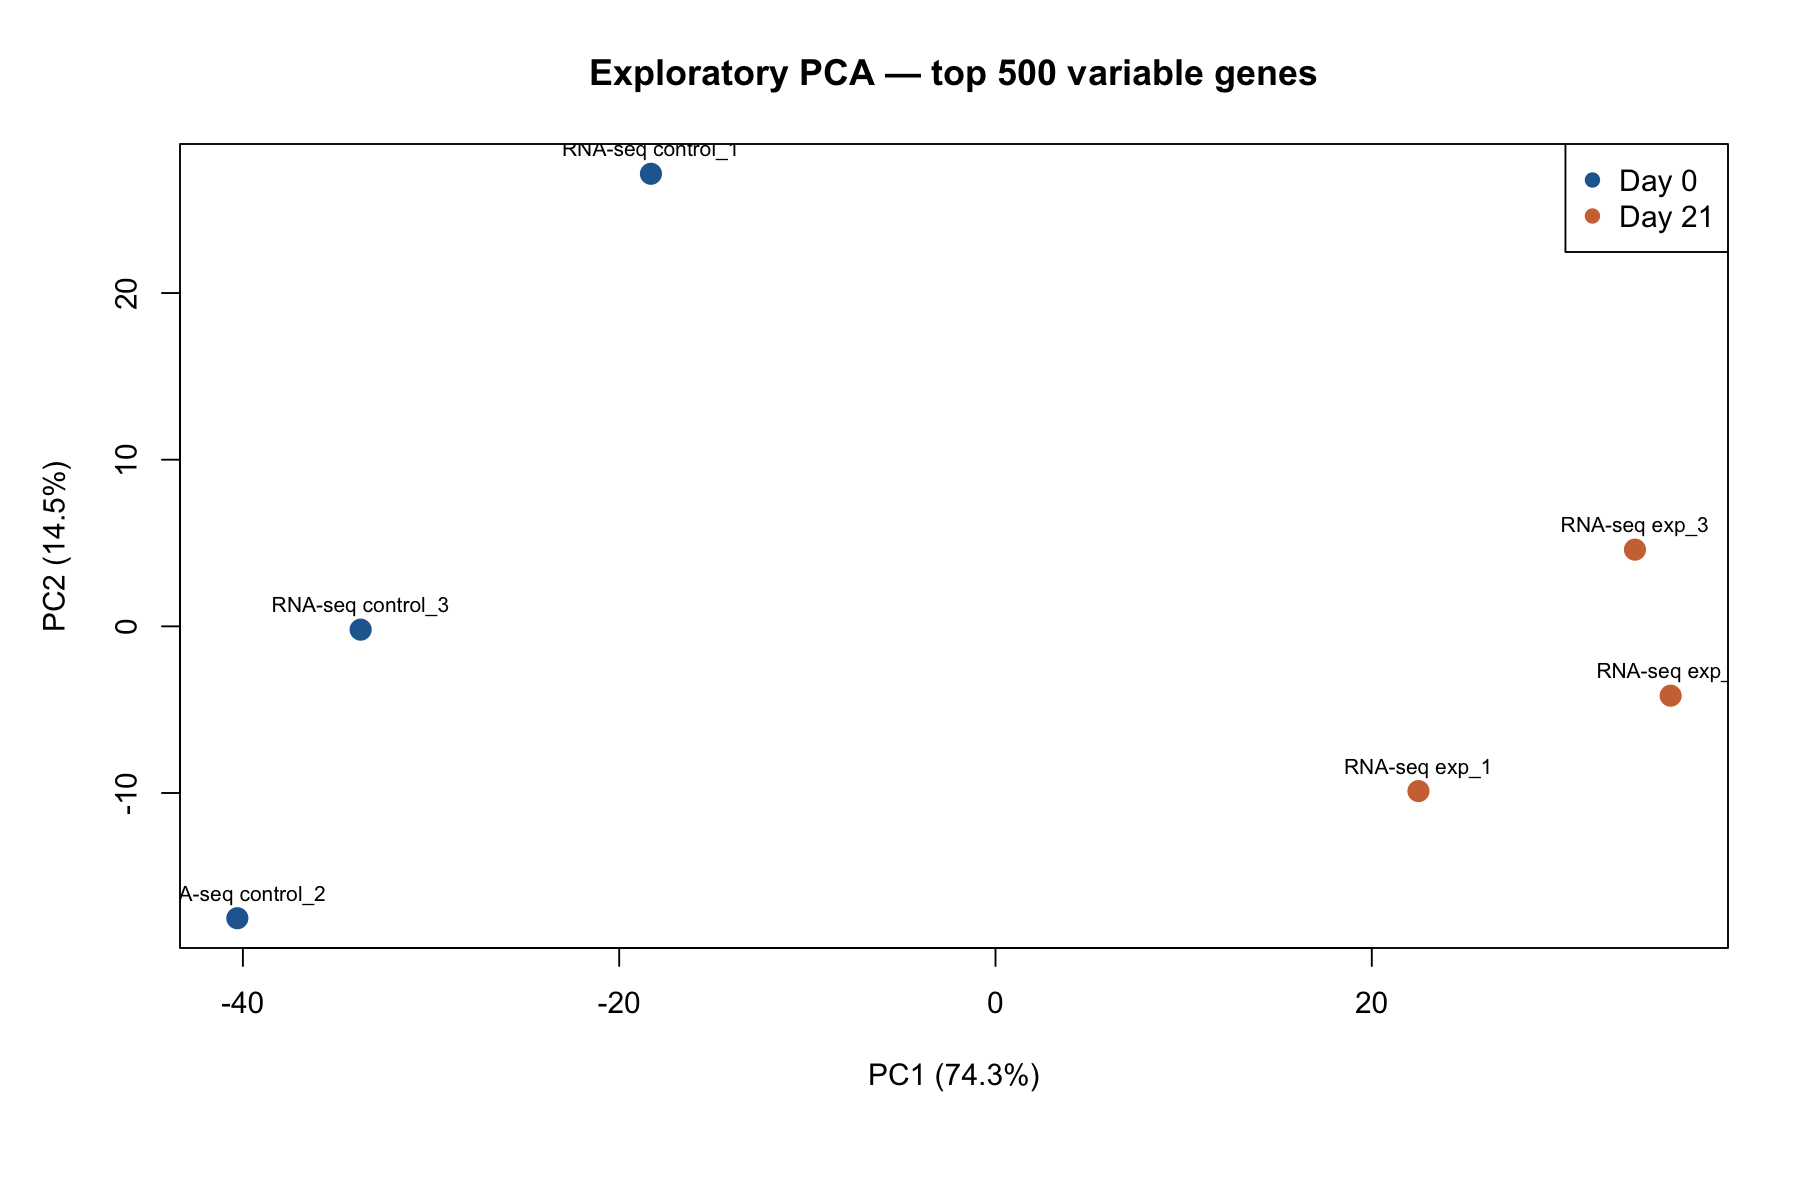 Exploratory PCA — top 500 variable genes
RNA-seq control_1
Day 0
Day 21
20
10
0
-10
PC2 (14.5%)
RNA-seq exp_3
RNA-seq control_3
RNA-seq exp_
RNA-seq exp_1
A-seq control_2
-40
-20
0
20
PC1 (74.3%)